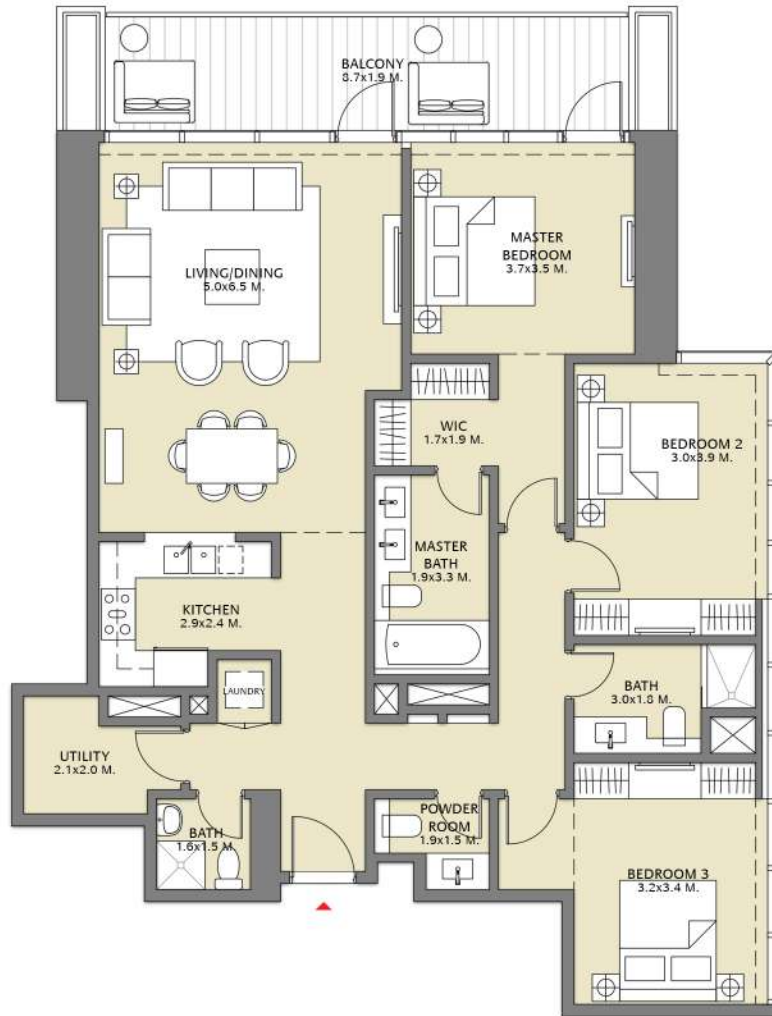 BALCONY
8.7x1.9 M.
LIVING/DINING
5.0x6.5 M.
MASTER
BEDROOM
3.7x3.5 M.
WIC
1.7x1.9 M.
BEDROOM 2
3.0x3.9 M.
MASTER
BATH
1.9x3.3 M.
KITCHEN
2.9x2.4 M.
LAUNDRY
BATH
3.0x1.8 M.
UTILITY
2.1x2.0 M.
BATH
1.6x1.5 M.
POWDER
ROOM
1.9x1.5 M.
BEDROOM 3
3.2x3.4 M.